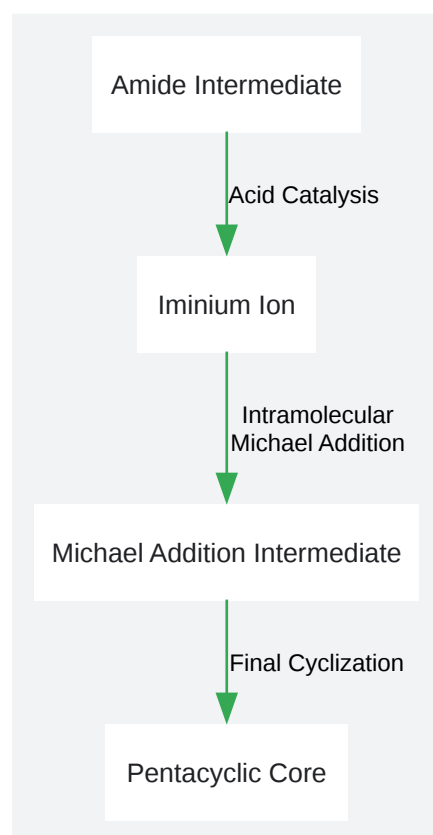 Amide Intermediate
Acid Catalysis
Iminium Ion
Intramolecular
Michael Addition
Michael Addition Intermediate
Final Cyclization
Pentacyclic Core